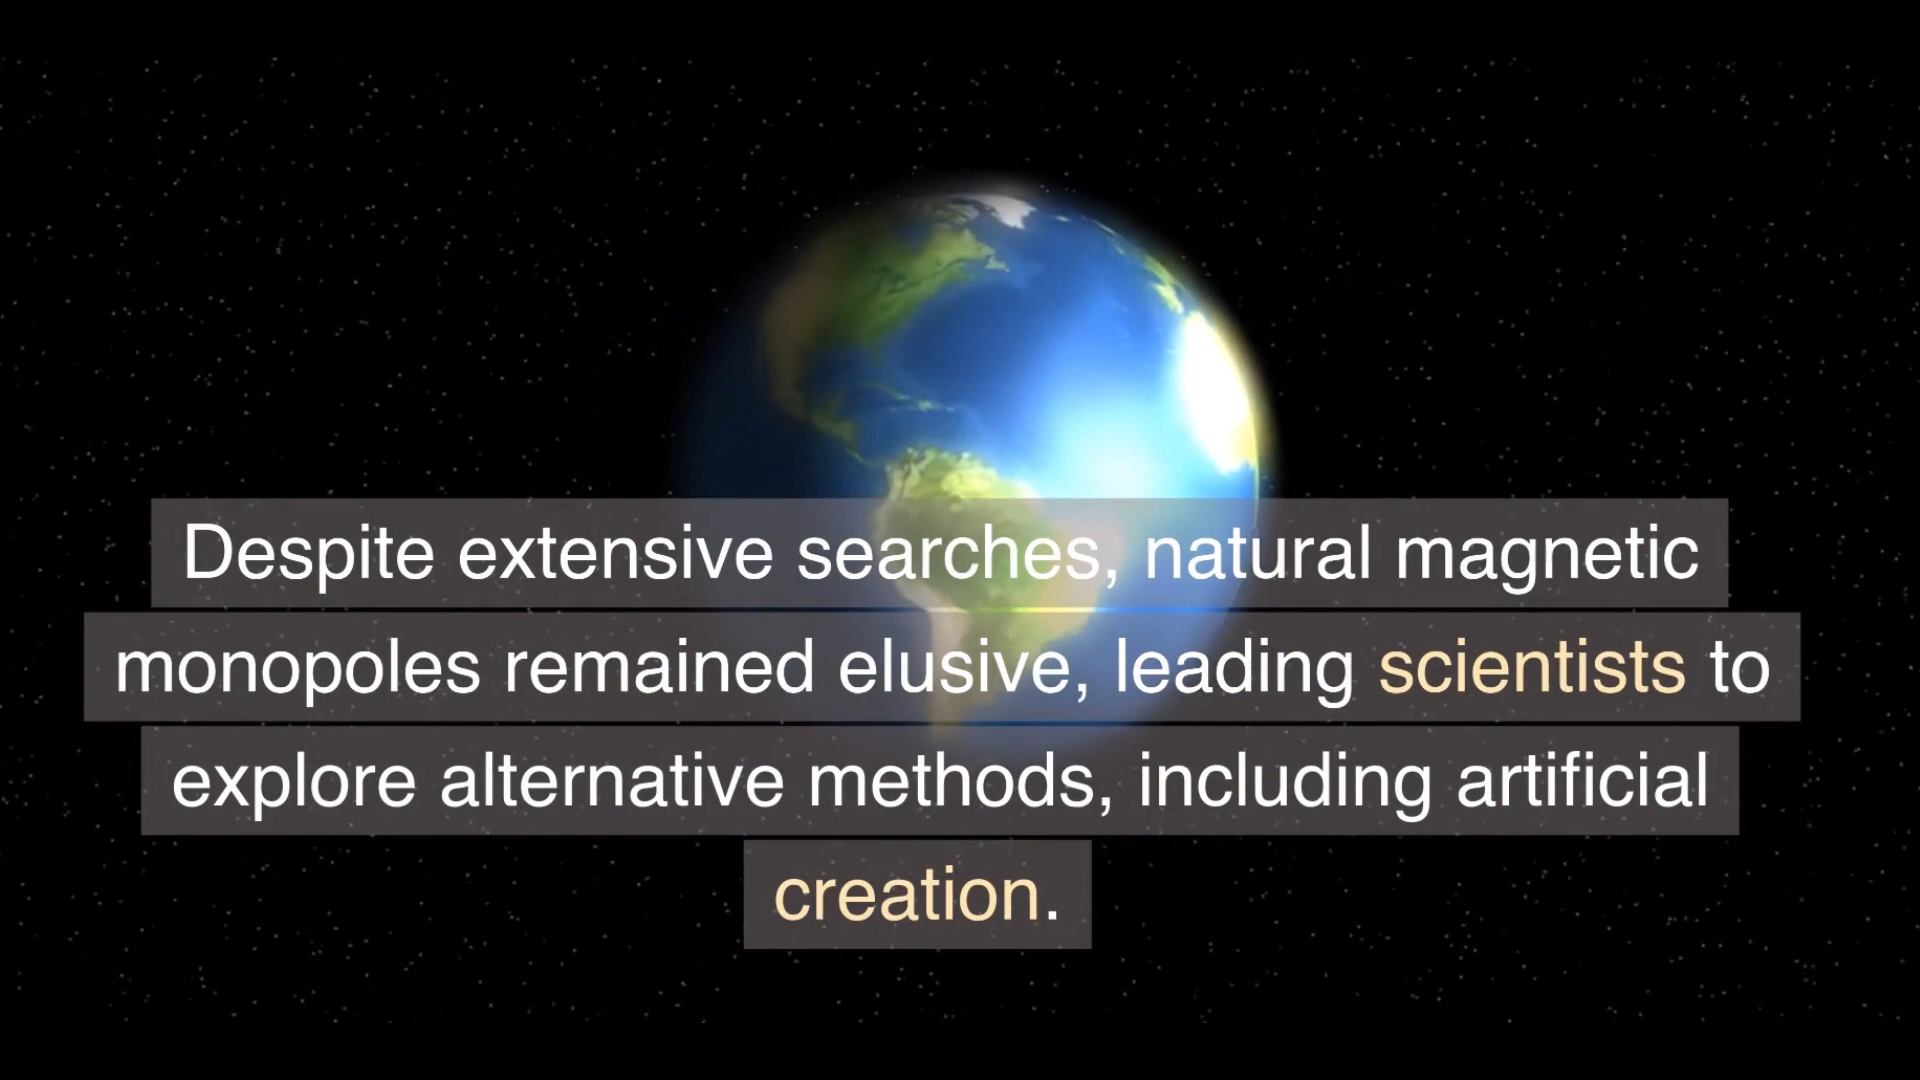 Despite extensive searches, natural magnetic
monopoles remained elusive, leading scientists to
explore alternative methods, including artificial
creation.